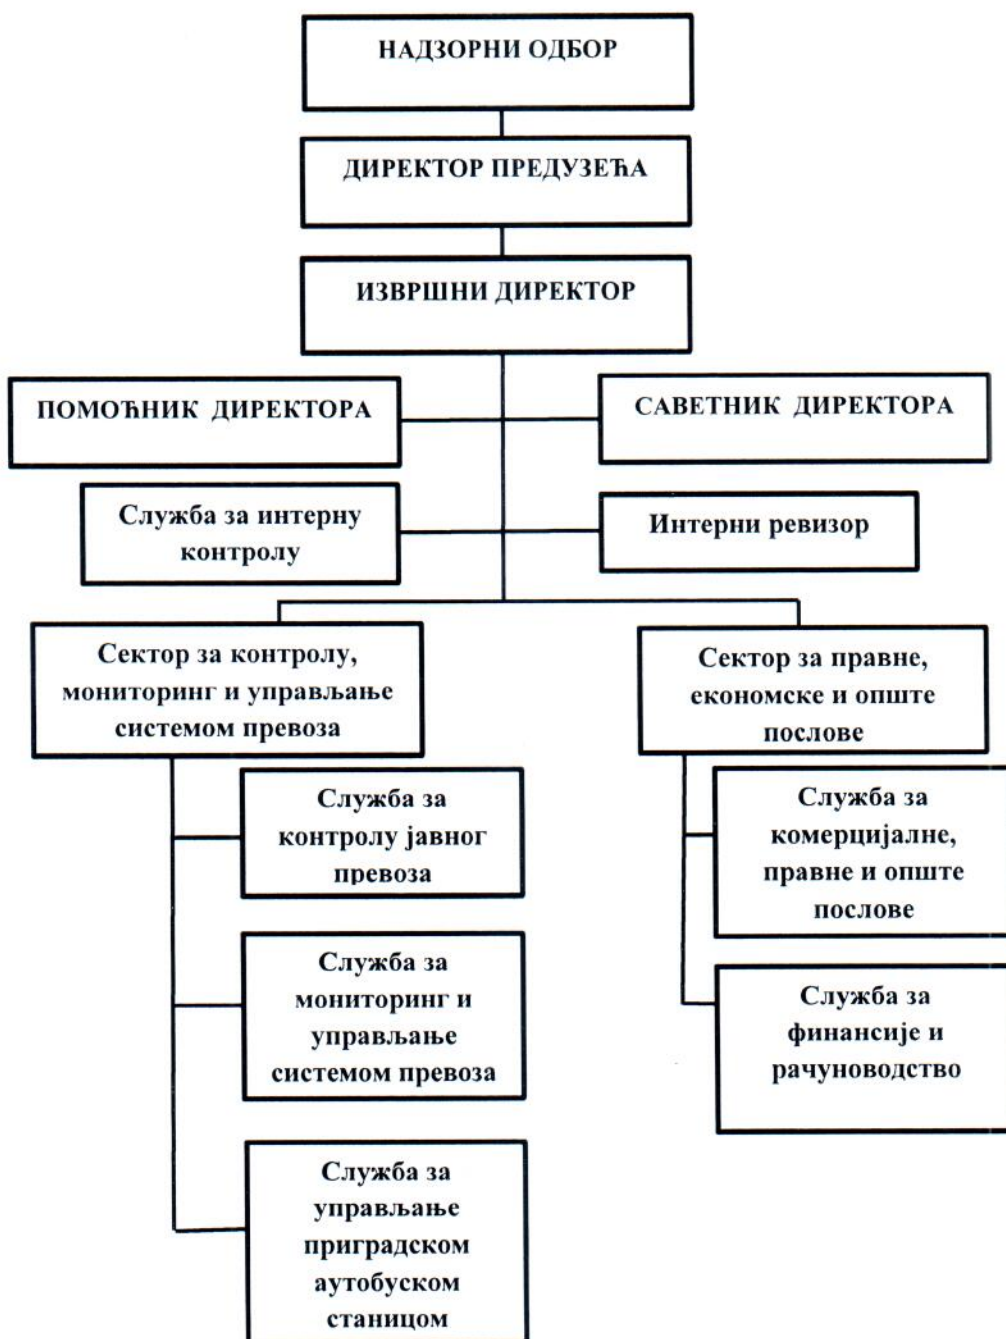 НАДЗОРНИ ОДБОР
ДИРЕКТОР ПРЕДУЗЕЋА
ИЗВРШНИ ДИРЕКТОР
ПОМОЋНИК ДИРЕКТОРА
САВЕТНИК ДИРЕКТОРА
Служба за интерну
контролу
Интерни ревизор
Сектор за контролу,
мониторинг и управљање
системом превоза
Сектор за правне,
економске и опште
послове
Служба за
контролу јавног
превоза
Служба за
комерцијалне,
правне и опште
послове
Служба за
мониторинг и
управљање
системом превоза
Служба за
финансије и
рачуноводство
Служба за
управљање
приградском
аутобуском
станицом